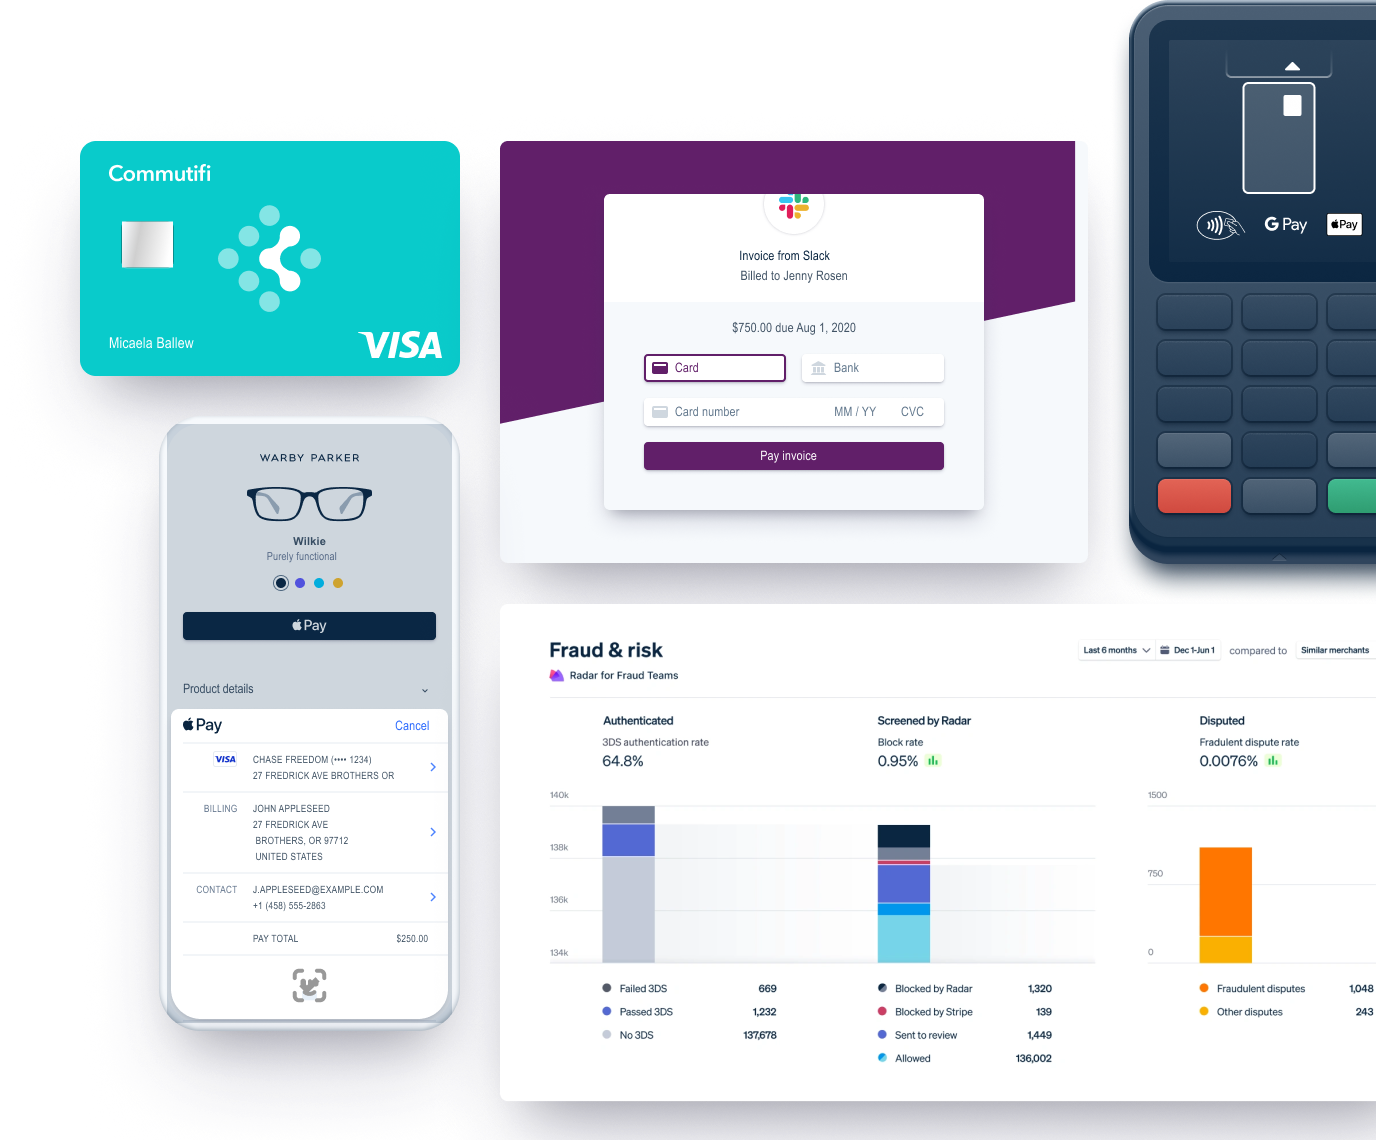 Commutifi
Micaela Ballew
VISA
Invoice from Slack
Billed to Jenny Rosen
$750.00 due Aug 1, 2020
Card
Bank
Card number MM / YY CVC
Pay invoice
G Pay
Pay
WARBY PARKER
Wilkie
Purely functional
Pay
Product details
Pay Cancel
VISA CHASE FREEDOM (•••• 1234)
27 FREDRICK AVE BROTHERS OR
BILLING JOHN APPLESEED
27 FREDRICK AVE
BROTHERS, OR 97712
UNITED STATES
CONTACT J.APPLESEED@EXAMPLE.COM
+1 (458) 555-2863
PAY TOTAL $250.00
Fraud & risk
Radar for Fraud Teams
Last 6 months Dec 1-Jun 1 compared to Similar merchants
Authenticated
3DS authentication rate
64.8%
Screened by Radar
Block rate
0.95%
Disputed
Fradulent dispute rate
0.0076%
140k
138k
136k
134k
1500
750
0
Failed 3DS 669
Passed 3DS 1,232
No 3DS 137,678
Blocked by Radar 1,320
Blocked by Stripe 139
Sent to review 1,449
Allowed 136,002
Fraudulent disputes 1,048
Other disputes 243